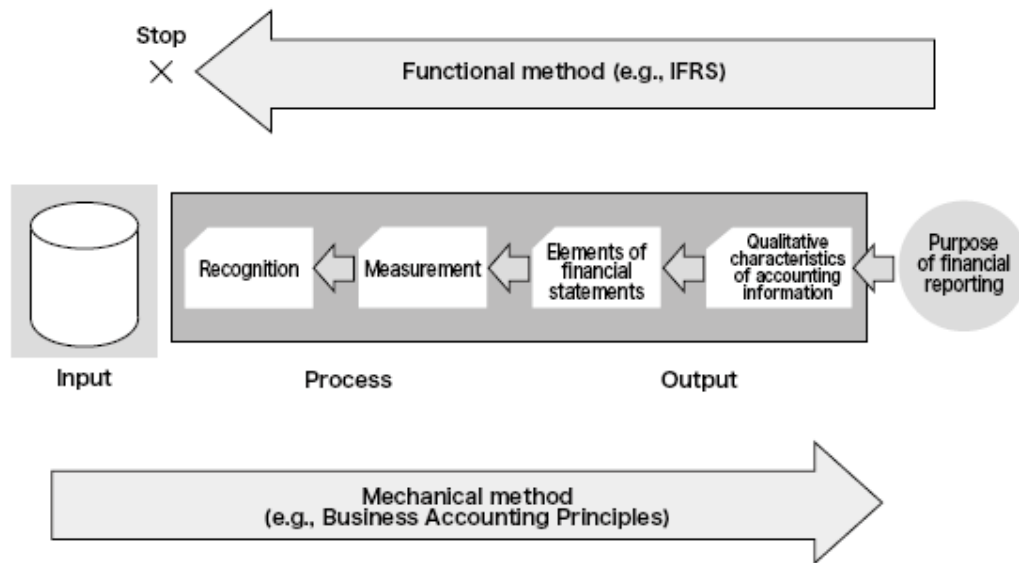 Stop
Functional method (e.g., IFRS)
Recognition
Measurement
Elements of
financial
statements
Qualitative
characteristics
of accounting
information
Purpose
of financial
reporting
Input
Process
Output
Mechanical method
(e.g., Business Accounting Principles)